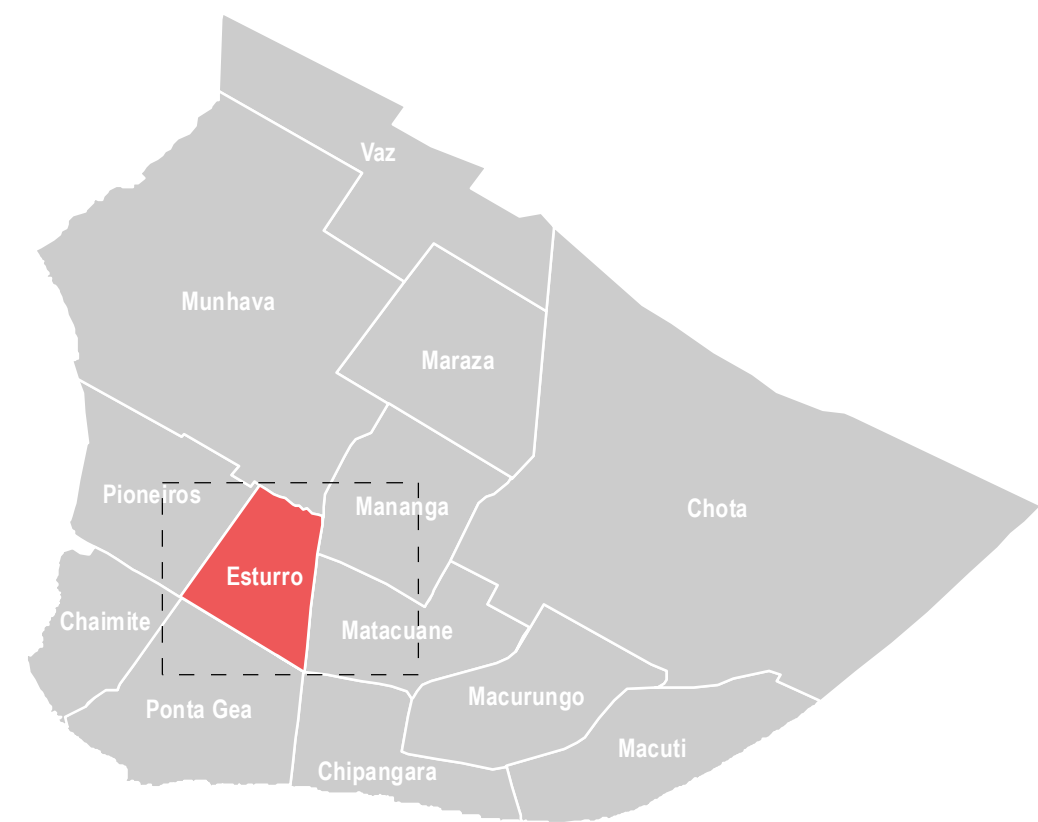 Vaz
Munhava
Maraza
Pioneiros
Mananga
Chota
Esturro
Chaimite
Matacuane
Macurungo
Ponta Gea
Macuti
Chipangara